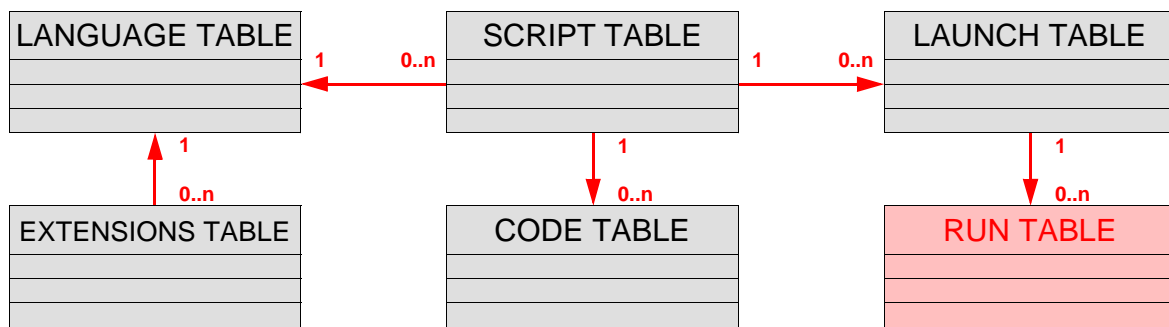 LANGUAGE TABLE
SCRIPT TABLE
LAUNCH TABLE
1
0..n
1
0..n
1
1
1
0..n
0..n
0..n
EXTENSIONS TABLE
CODE TABLE
RUN TABLE